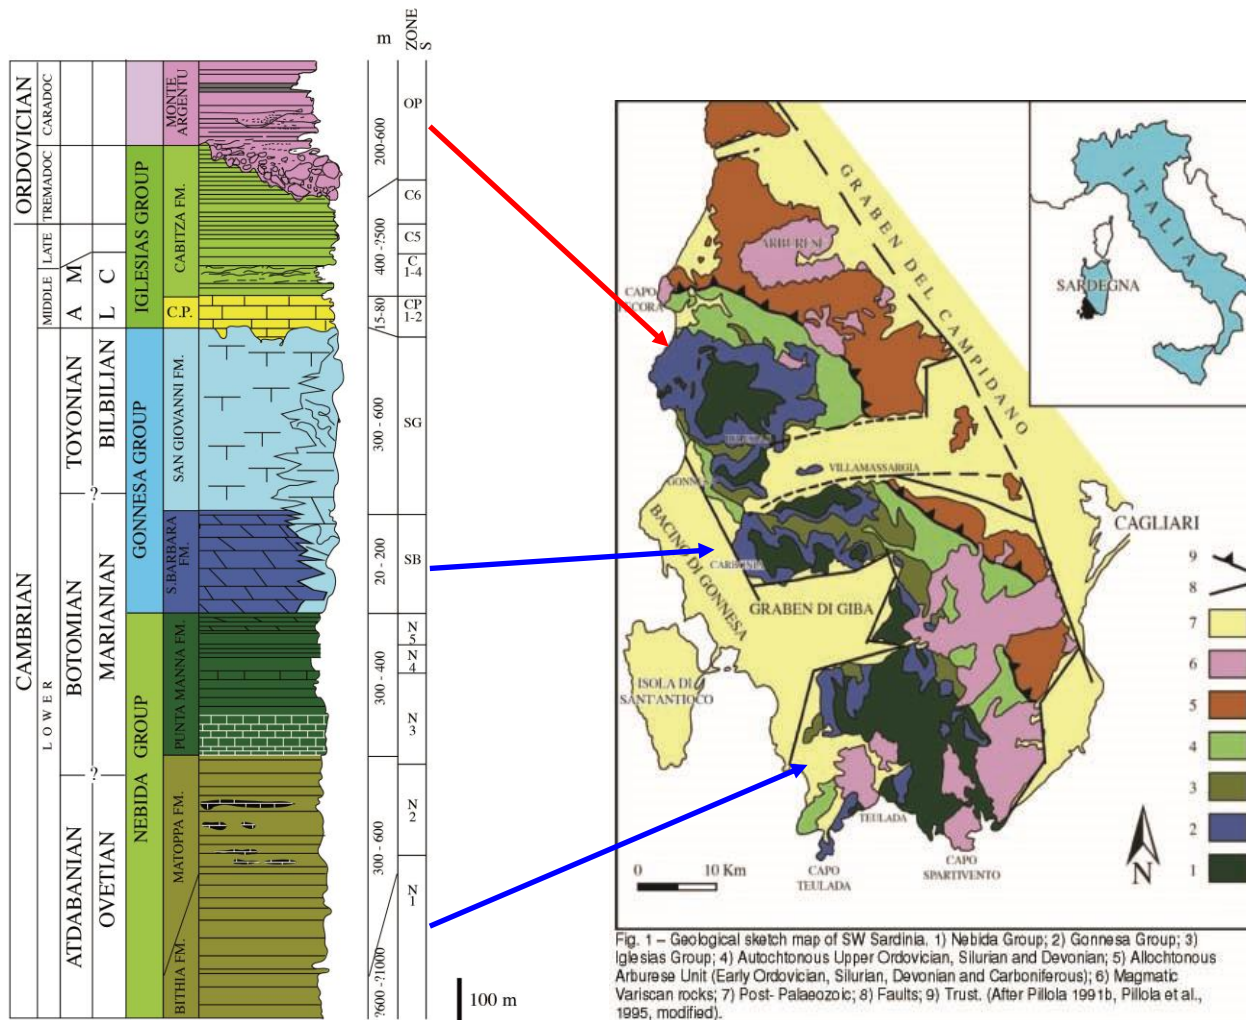 m
ZONE
S
ORDOVICIAN
CARADOC
TREMADOC
CAMBRIAN
LATE
MIDDLE
LOWER
A M
L C
TOYONIAN
BILBILIAN
?
BOTOMIAN
MARIANIAN
?
ATDABANIAN
OVETIAN
IGLESIAS GROUP
GONNESA GROUP
NEBIDA GROUP
MONTE
ARGENTU
CABITZA FM.
C.P.
SAN GIOVANNI FM.
S.BARBARA
FM.
PUNTA MANNA FM.
MATOPPA FM.
BITHIA FM.
200-600
400 -?500
15-80
300 - 600
20 - 200
300 - 400
300 - 600
?600 -?1000
OP
C6
C5
C
1-4
CP
1-2
SG
SB
N
5
N
4
N
3
N
2
N
1
100 m
GRABEN DEL CAMPIDANO
ARBURESE
CAPO
PECORA
GONNESA
VILLAMASSARGIA
BACINO DI GONNESA
CARBONIA
GRABEN DI GIBA
ISOLA DI
SANT'ANTIOCO
CAGLIARI
TEULADA
CAPO
TEULADA
CAPO
SPARTIVENTO
0 10 Km
N
ITALIA
SARDEGNA
9
8
7
6
5
4
3
2
1
Fig. 1 – Geological sketch map of SW Sardinia. 1) Nebida Group; 2) Gonnesa Group; 3)
Iglesias Group; 4) Autochtonous Upper Ordovician, Silurian and Devonian; 5) Allochtonous
Arburese Unit (Early Ordovician, Silurian, Devonian and Carboniferous); 6) Magmatic
Variscan rocks; 7) Post- Palaeozoic; 8) Faults; 9) Trust. (After Pillola 1991b, Pillola et al.,
1995, modified).